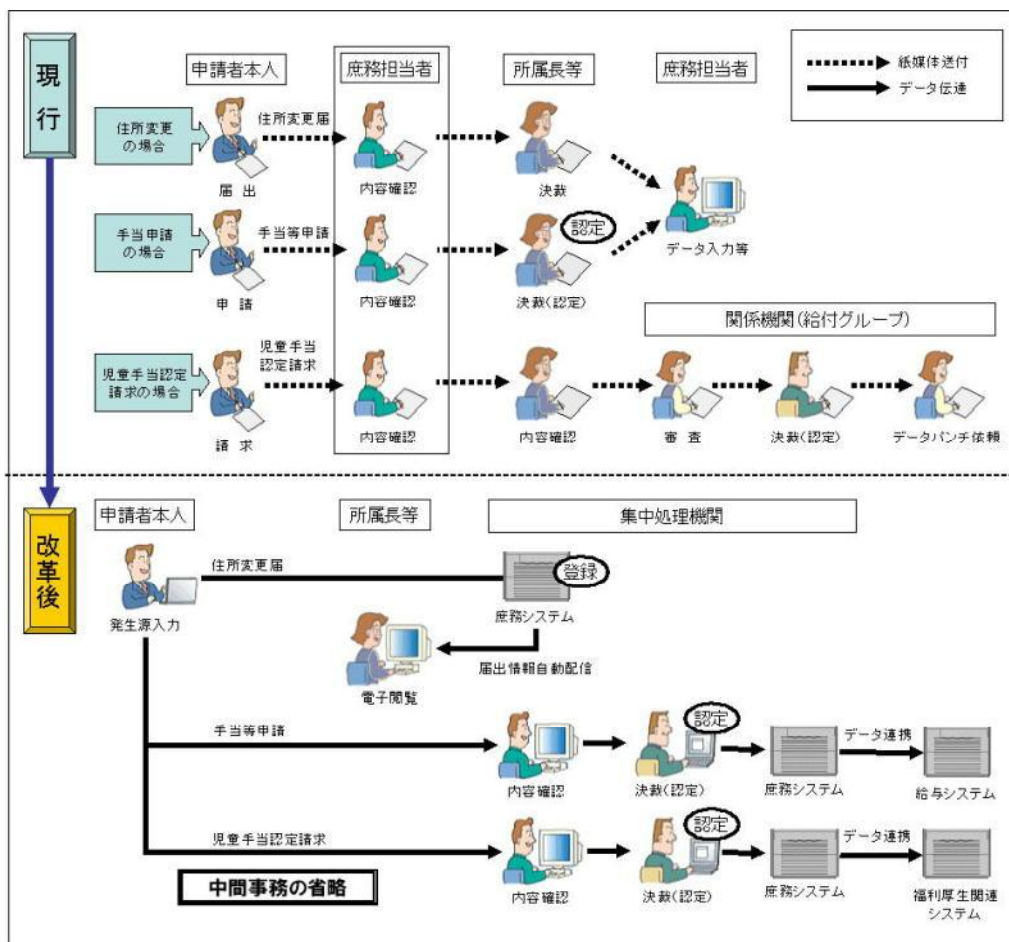 現行
申請者本人
庶務担当者
所属長等
庶務担当者
紙媒体送付
データ伝達
住所変更
の場合
住所変更届
届出
内容確認
決裁
手当申請
の場合
手当等申請
認定
データ入力等
申請
内容確認
決裁(認定)
関係機関(給付グループ)
児童手当認定
請求の場合
児童手当
認定請求
請求
内容確認
内容確認
審査
決裁(認定)
データパンチ依頼
改革後
申請者本人
所属長等
集中処理機関
住所変更届
登録
発生源入力
庶務システム
届出情報自動配信
電子閲覧
手当等申請
認定
データ連携
内容確認
決裁(認定)
庶務システム
給与システム
児童手当認定請求
認定
データ連携
中間事務の省略
内容確認
決裁(認定)
庶務システム
福利厚生関連
システム